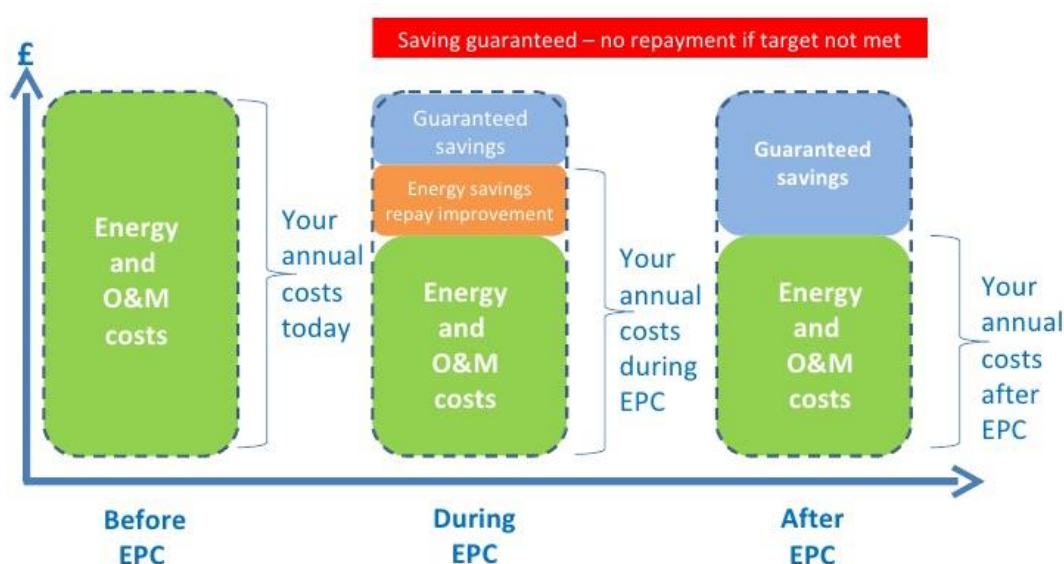 Saving guaranteed – no repayment if target not met
£
Energy
and
O&M
costs
Your
annual
costs
today
Guaranteed
savings
Energy savings
repay improvement
Energy
and
O&M
costs
Your
annual
costs
during
EPC
Guaranteed
savings
Energy
and
O&M
costs
Your
annual
costs
after
EPC
Before
EPC
During
EPC
After
EPC